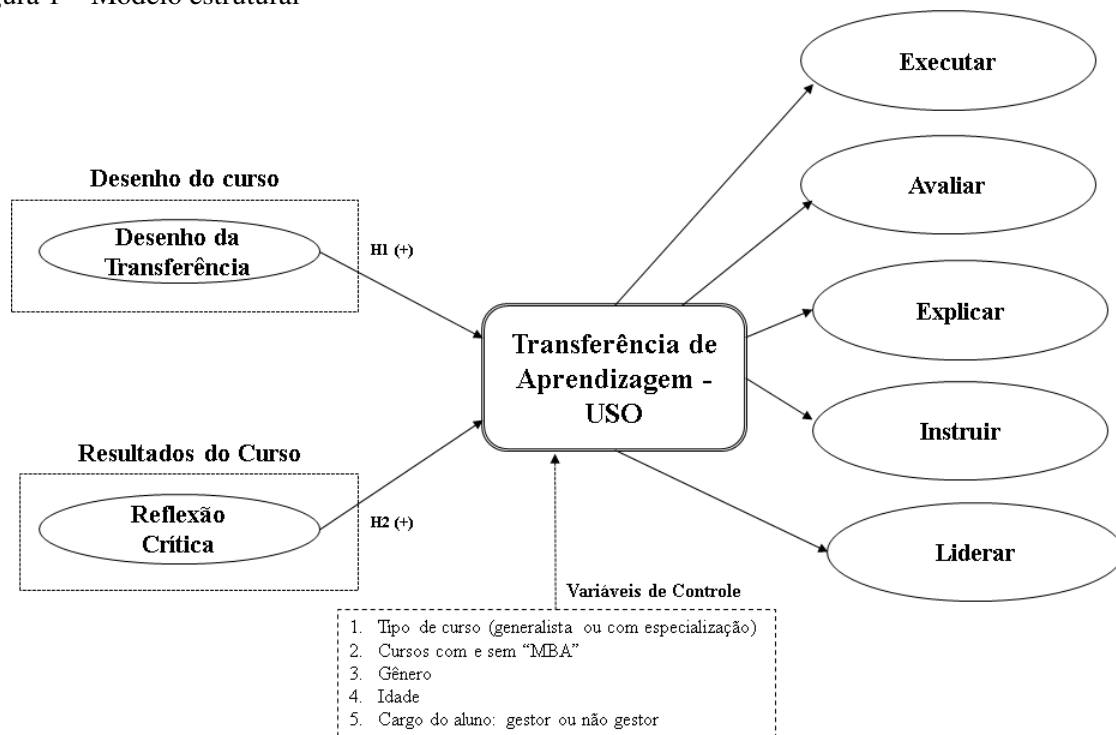 gura 1 – Modelo estrutural
Executar
Avaliar
Desenho do curso
Desenho da
Transferência
H1 (+)
Explicar
Transferência de
Aprendizagem -
USO
Instruir
Resultados do Curso
Reflexão
Crítica
H2 (+)
Liderar
Variáveis de Controle
1. Tipo de curso (generalista ou com especialização)
2. Cursos com e sem “MBA”
3. Gênero
4. Idade
5. Cargo do aluno: gestor ou não gestor